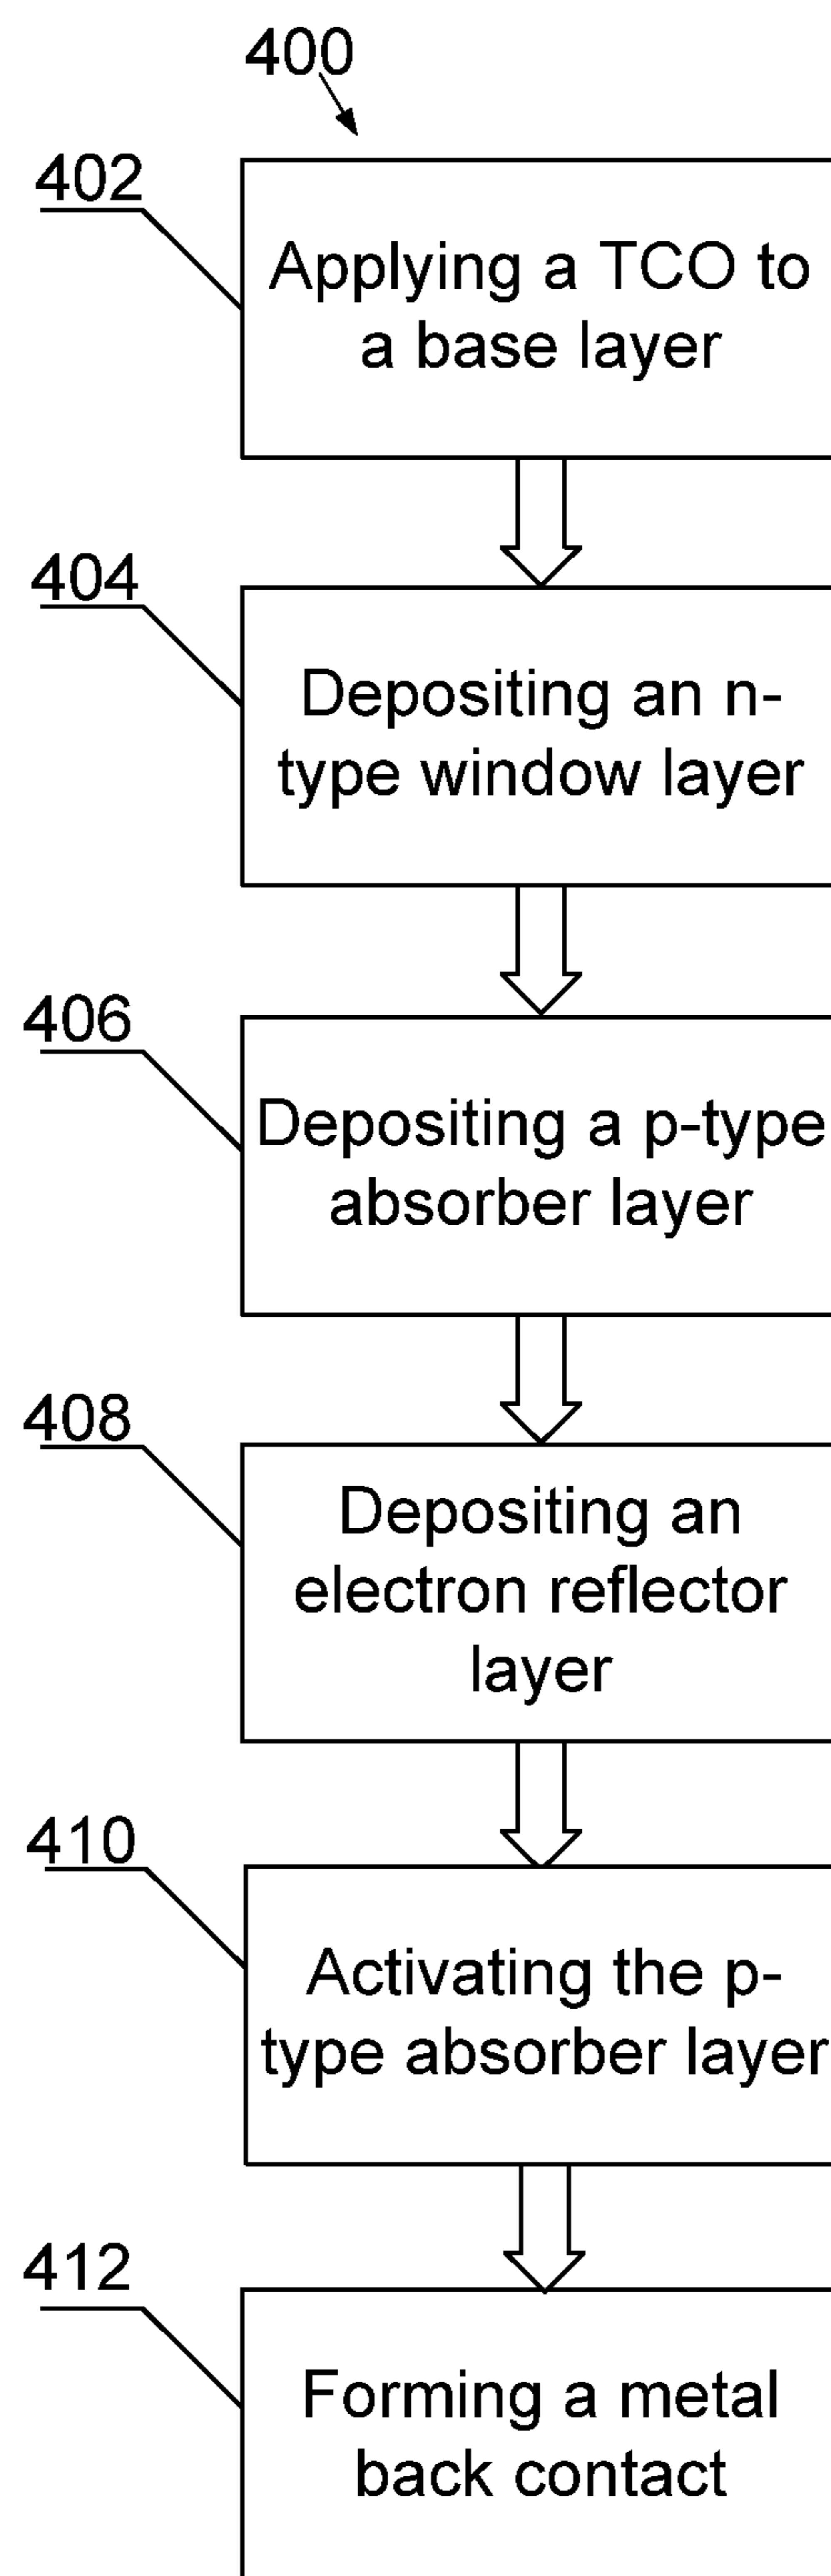 400
402
Applying a TCO to
a base layer
404
Depositing an n-
type window layer
406
Depositing a p-type
absorber layer
408
Depositing an
electron reflector
layer
410
Activating the p-
type absorber layer
412
Forming a metal
back contact